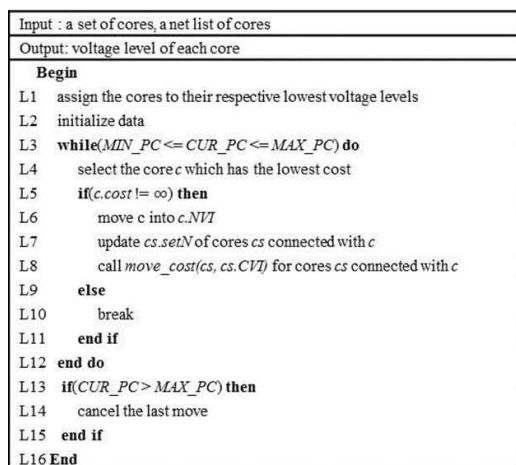 Input : a set of cores, a net list of cores
Output: voltage level of each core
Begin
L1 assign the cores to their respective lowest voltage levels
L2 initialize data
L3 while(MIN_PC <= CUR_PC <= MAX_PC) do
L4 select the core c which has the lowest cost
L5 if(c.cost != ∞) then
L6 move c into c.NVI
L7 update cs.setN of cores cs connected with c
L8 call move_cost(cs, cs.CVI) for cores cs connected with c
L9 else
L10 break
L11 end if
L12 end do
L13 if(CUR_PC > MAX_PC) then
L14 cancel the last move
L15 end if
L16 End